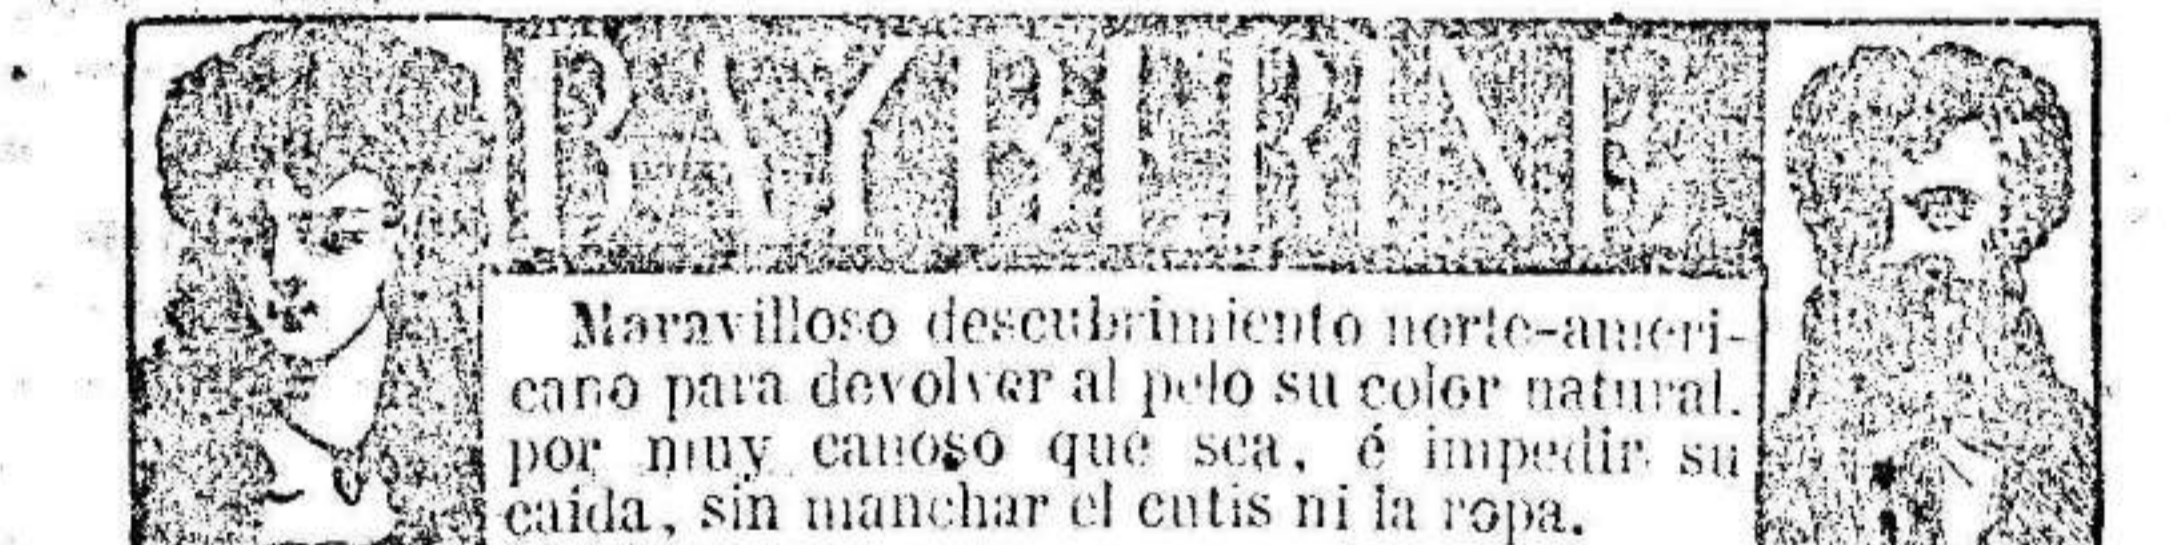 BAYBERINE
Maravilloso descubrimiento norte-ameri-
cano para devolver al pelo su color natural.
por muy canoso que sea, é impedir su
caida, sin manchar el cutis ni la ropa.